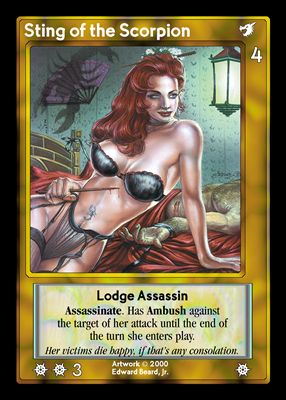 Sting of the Scorpion
4
Lodge Assassin
Assassinate. Has Ambush against
the target of her attack until the end of
the turn she enters play.
Her victims die happy, if that's any consolation.
3
Artwork © 2000
Edward Beard, Jr.